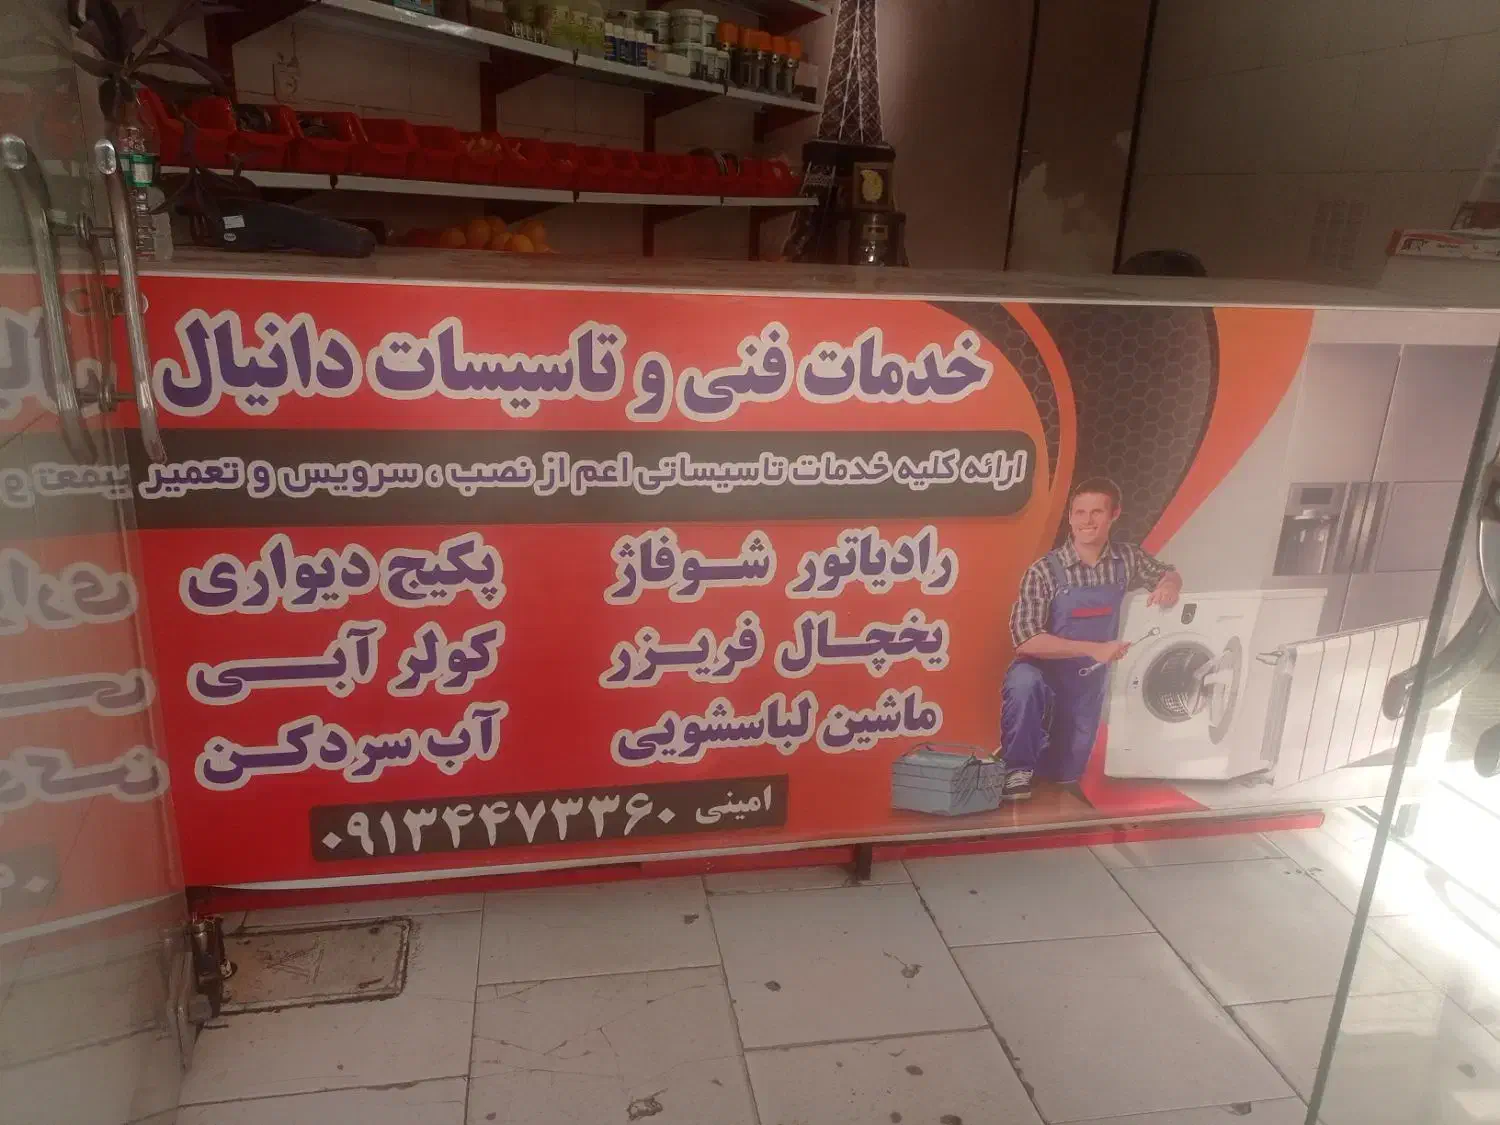 خدمات فنی و تاسیسات دانیال
ارائه کلیه خدمات تاسیساتی اعم از نصب ، سرویس و تعمیر
رادیاتور شوفاژ
پکیج دیواری
یخچال فریزر
کولر آبی
ماشین لباسشویی
آب سردکن
امینی ۰۹۱۳۴۴۷۳۳۶۰